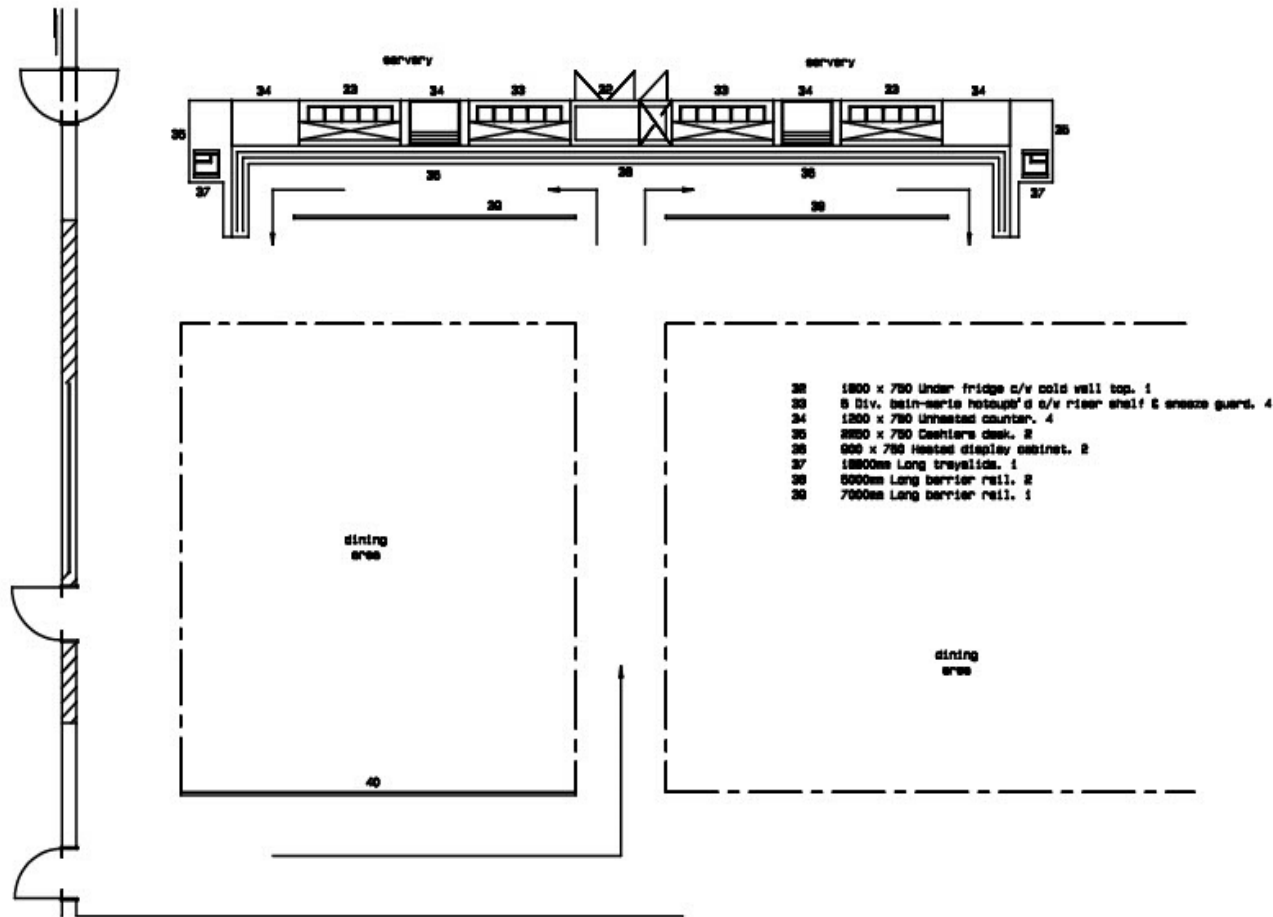 servery
servery
34 33 34 33 32 33 34 33 34
35
35
37
36
38
36
37
39
39
32 1800 x 750 Under fridge c/w cold well top. 1
33 5 Div. bain-marie hotcupb'd c/w riser shelf & sneeze guard. 4
34 1200 x 750 Unheated counter. 4
35 2250 x 750 Cashiers desk. 2
36 900 x 750 Heated display cabinet. 2
37 Long trayslide. 1
38 5000mm Long barrier rail. 2
39 7000mm Long barrier rail. 1
dining
area
dining
area
40